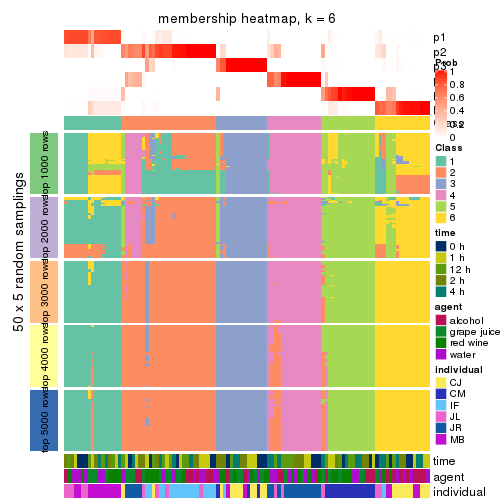 membership heatmap, k = 6
p1
p2
p3
Prob
1
0.8
0.6
0.4
0.2
0
Class
1
2
3
4
5
6
time
0 h
1 h
12 h
2 h
4 h
agent
alcohol
grape juice
red wine
water
individual
CJ
CM
IF
JL
JR
MB
50 x 5 random samplings
top 1000 rows
top 2000 rows
top 3000 rows
top 4000 rows
top 5000 rows
time
agent
individual